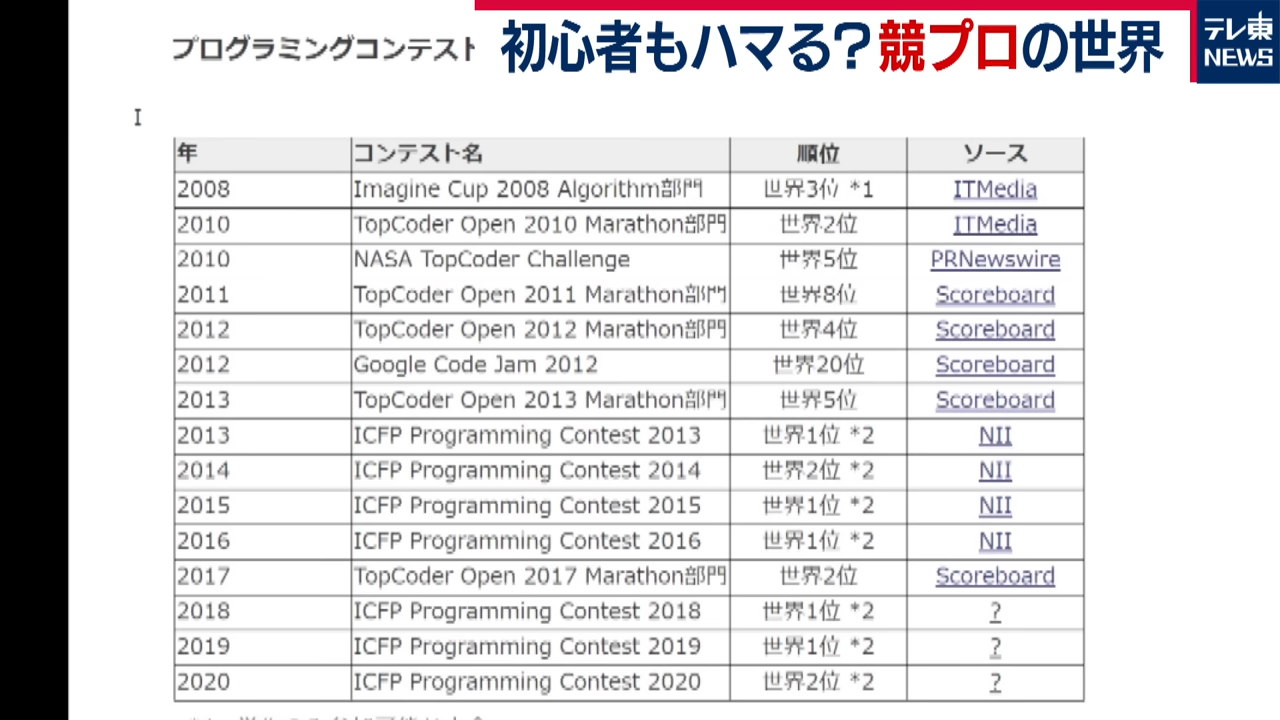 プログラミングコンテスト
初心者もハマる?競プロの世界
テレ東
NEWS
年 コンテスト名 順位 ソース
2008 Imagine Cup 2008 Algorithm部門 世界3位 *1 ITMedia
2010 TopCoder Open 2010 Marathon部門 世界2位 ITMedia
2010 NASA TopCoder Challenge 世界5位 PRNewswire
2011 TopCoder Open 2011 Marathon部門 世界8位 Scoreboard
2012 TopCoder Open 2012 Marathon部門 世界4位 Scoreboard
2012 Google Code Jam 2012 世界20位 Scoreboard
2013 TopCoder Open 2013 Marathon部門 世界5位 Scoreboard
2013 ICFP Programming Contest 2013 世界1位 *2 NII
2014 ICFP Programming Contest 2014 世界2位 *2 NII
2015 ICFP Programming Contest 2015 世界1位 *2 NII
2016 ICFP Programming Contest 2016 世界1位 *2 NII
2017 TopCoder Open 2017 Marathon部門 世界2位 Scoreboard
2018 ICFP Programming Contest 2018 世界1位 *2 ?
2019 ICFP Programming Contest 2019 世界1位 *2 ?
2020 ICFP Programming Contest 2020 世界2位 *2 ?